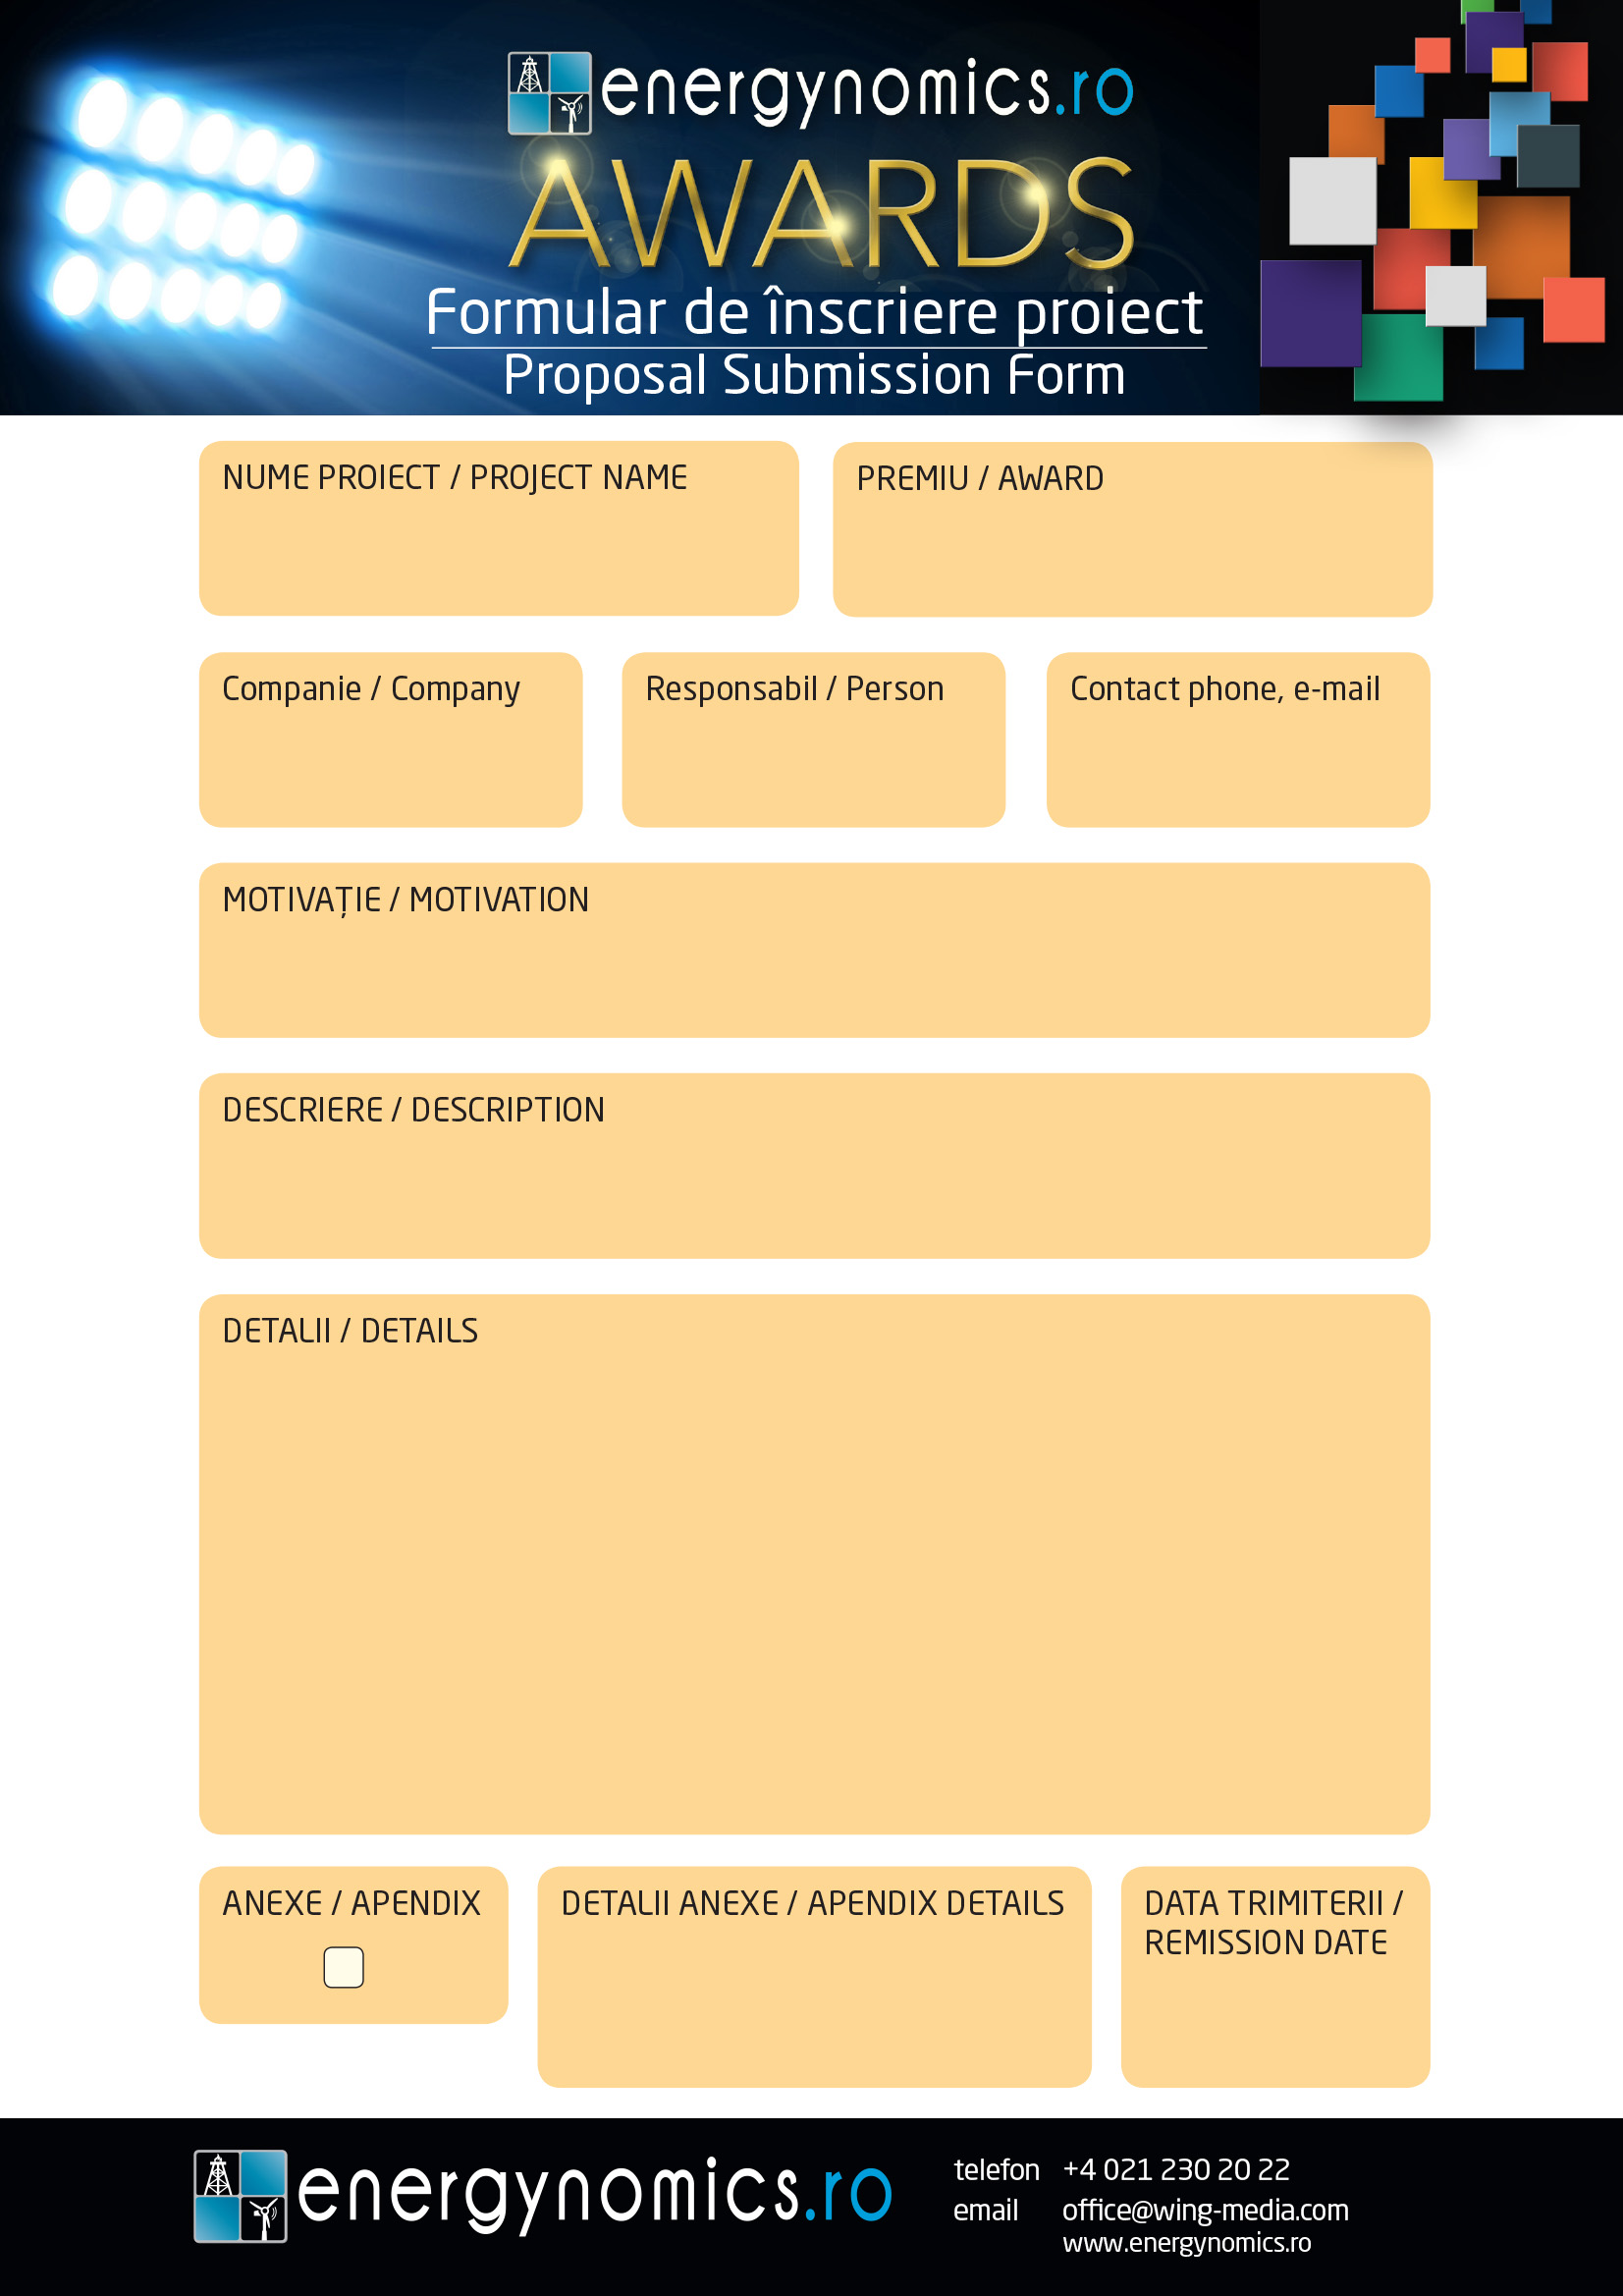 energynomics.ro
AWARDS
Formular de înscriere proiect
Proposal Submission Form
NUME PROIECT / PROJECT NAME
PREMIU / AWARD
Companie / Company
Responsabil / Person
Contact phone, e-mail
MOTIVAȚIE / MOTIVATION
DESCRIERE / DESCRIPTION
DETALII / DETAILS
ANEXE / APENDIX
DETALII ANEXE / APENDIX DETAILS
DATA TRIMITERII /
REMISSION DATE
energynomics.ro
telefon +4 021 230 20 22
email office@wing-media.com
www.energynomics.ro